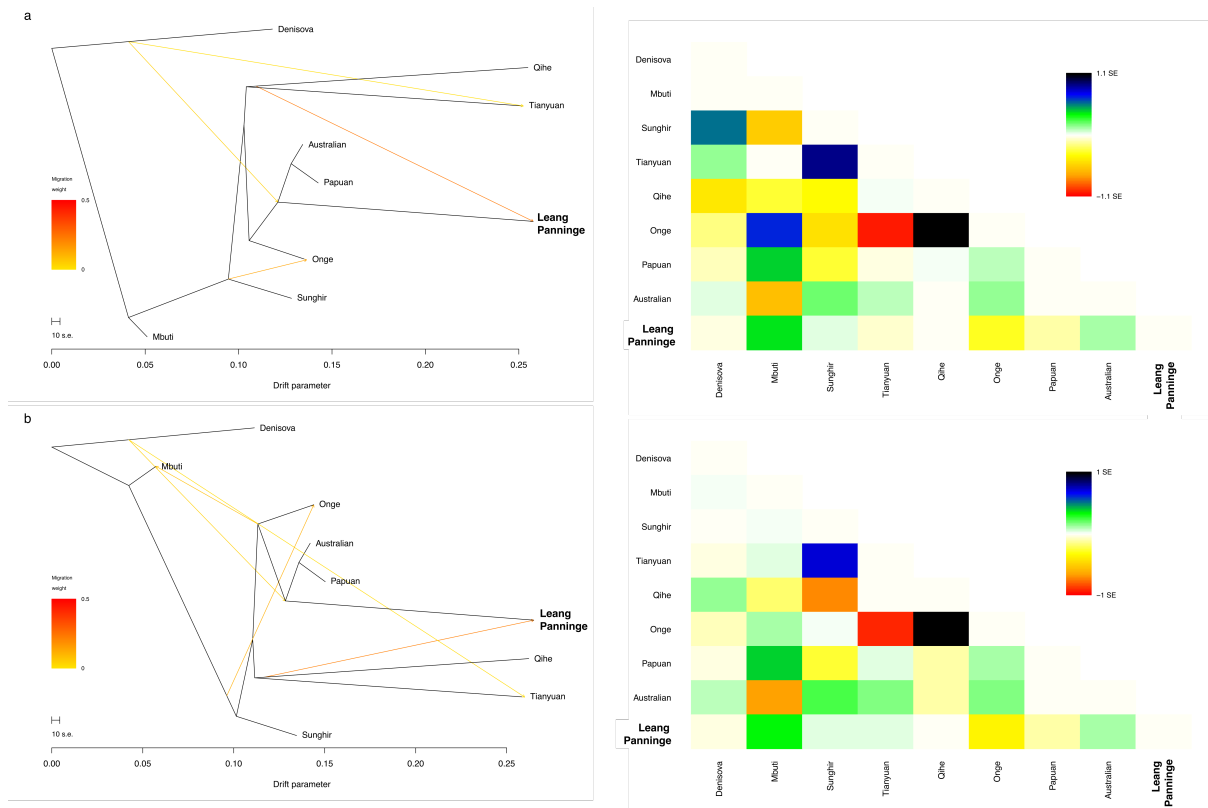 a
Denisova
Qihe
Tianyuan
Australian
Papuan
Leang
Panninge
Onge
Sunghir
Mbuti
Migration
weight
0.5
0
10 s.e.
0.00 0.05 0.10 0.15 0.20 0.25
Drift parameter
Denisova
Mbuti
Sunghir
Tianyuan
Qihe
Onge
Papuan
Australian
Leang
Panninge
1.1 SE
−1.1 SE
Denisova
Mbuti
Sunghir
Tianyuan
Qihe
Onge
Papuan
Australian
Leang
Panninge
b
Denisova
Mbuti
Onge
Australian
Papuan
Leang
Panninge
Qihe
Tianyuan
Sunghir
Migration
weight
0.5
0
10 s.e.
0.00 0.05 0.10 0.15 0.20 0.25
Drift parameter
Denisova
Mbuti
Sunghir
Tianyuan
Qihe
Onge
Papuan
Australian
Leang
Panninge
1 SE
−1 SE
Denisova
Mbuti
Sunghir
Tianyuan
Qihe
Onge
Papuan
Australian
Leang
Panninge